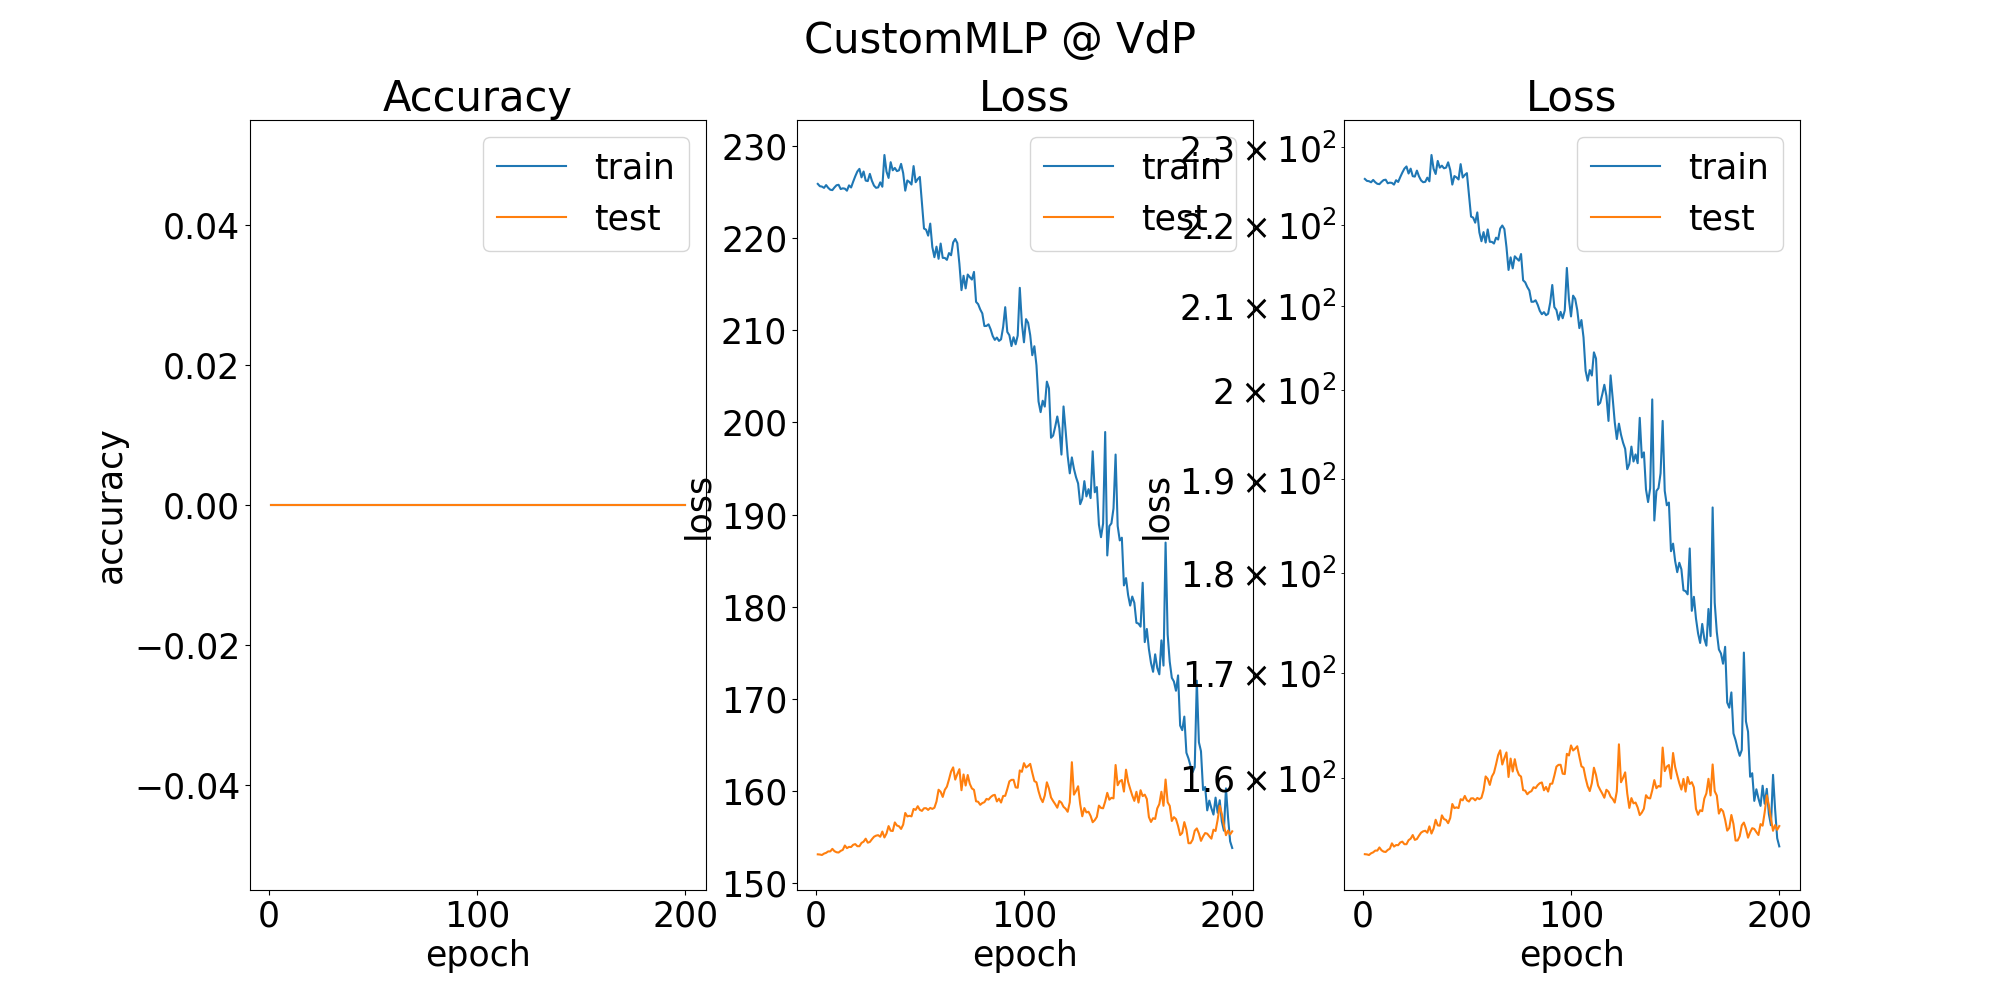 CustomMLP @ VdP
Accuracy
accuracy
0.04
0.02
0.00
−0.02
−0.04
train
test
0
100
200
epoch
Loss
loss
230
220
210
200
190
180
170
160
150
train
test
0
100
200
epoch
Loss
loss
2.3 × 10²
2.2 × 10²
2.1 × 10²
2 × 10²
1.9 × 10²
1.8 × 10²
1.7 × 10²
1.6 × 10²
train
test
0
100
200
epoch